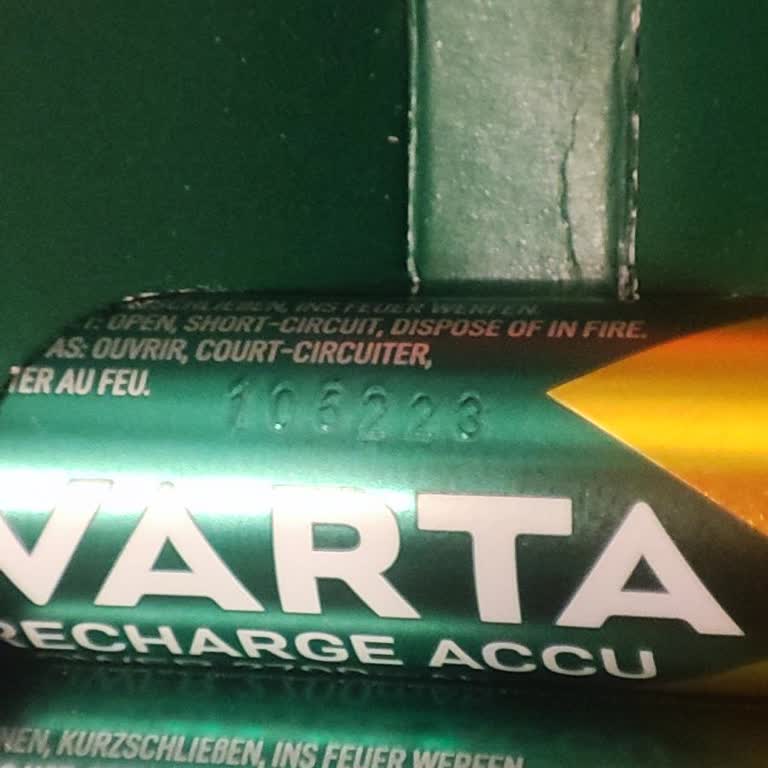 SCHLIEßEN, INS FEUER WERFEN.
T: OPEN, SHORT-CIRCUIT, DISPOSE OF IN FIRE.
AS: OUVRIR, COURT-CIRCUITER,
TER AU FEU.
106223
VARTA
RECHARGE ACCU
NEN, KURZSCHLIEßEN, INS FEUER WERFEN